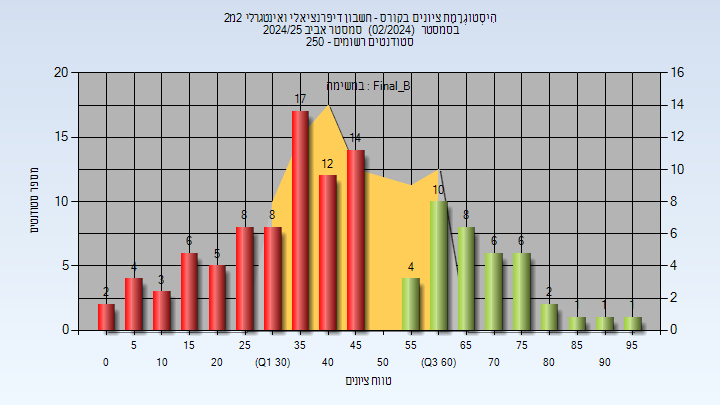 היסטוגרמת ציונים בקורס - חשבון דיפרנציאלי ואינטגרלי 2מ2
בסמסטר (02/2024) סמסטר אביב 2024/25
סטודנטים רשומים - 250
במשימה : Final_B
20 15 10 5 0
מספר סטודנטים
16 14 12 10 8 6 4 2 0
2 4 3 6 5 8 8 17 12 14 4 10 8 6 6 2 1 1 1
5 15 25 35 45 55 65 75 85 95
0 10 20 (Q1 30) 40 50 (Q3 60) 70 80 90
טווח ציונים